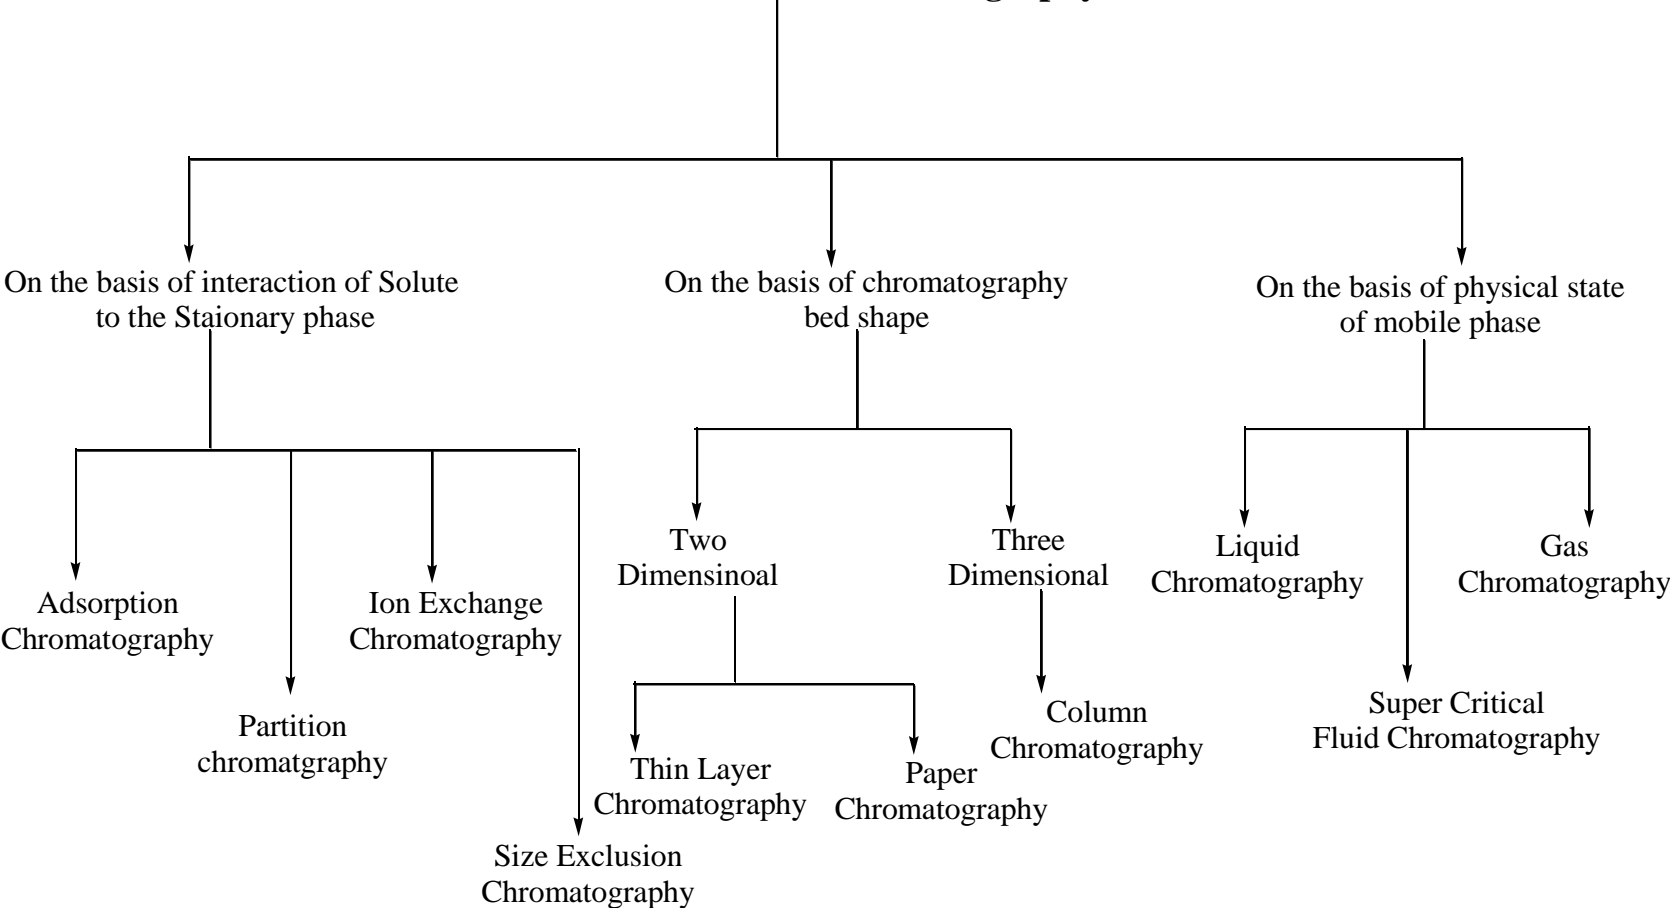 On the basis of interaction of Solute
to the Staionary phase
On the basis of chromatography
bed shape
On the basis of physical state
of mobile phase
Adsorption
Chromatography
Partition
chromatgraphy
Ion Exchange
Chromatography
Size Exclusion
Chromatography
Two
Dimensinoal
Three
Dimensional
Thin Layer
Chromatography
Paper
Chromatography
Column
Chromatography
Liquid
Chromatography
Super Critical
Fluid Chromatography
Gas
Chromatography